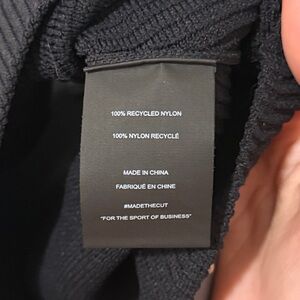 100% RECYCLED NYLON
100% NYLON RECYCLÉ
MADE IN CHINA
FABRIQUÉ EN CHINE
#MADETHECUT
"FOR THE SPORT OF BUSINESS"